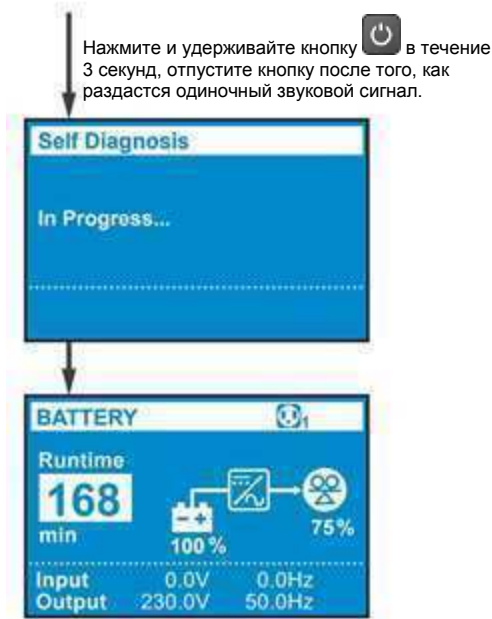 Нажмите и удерживайте кнопку в течение
3 секунд, отпустите кнопку после того, как
раздастся одиночный звуковой сигнал.
Self Diagnosis
In Progress...
BATTERY 1
Runtime
168
min
100%
75%
Input 0.0V 0.0Hz
Output 230.0V 50.0Hz